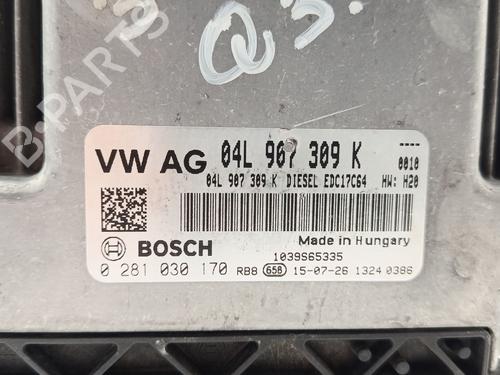 Q3.
B-PARTS
VW AG 04L 907 309 K ----
0010
04L 907 309 K DIESEL EDC17C64 HW: H20
BOSCH
Made in Hungary
1039S65335
0 281 030 170 RB8 658 15-07-26 1324 0386